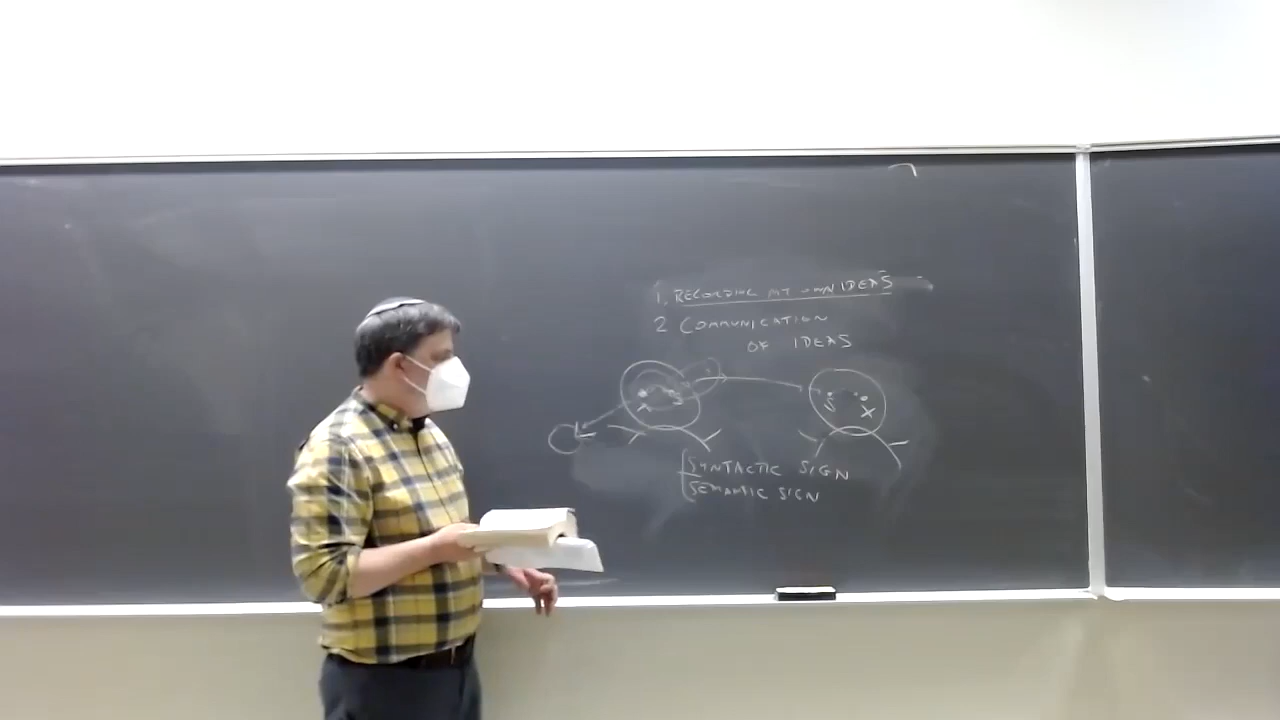 1. RECORDING MY OWN IDEAS
2 COMMUNICATION
OF IDEAS
SYNTACTIC SIGN
SEMANTIC SIGN
X